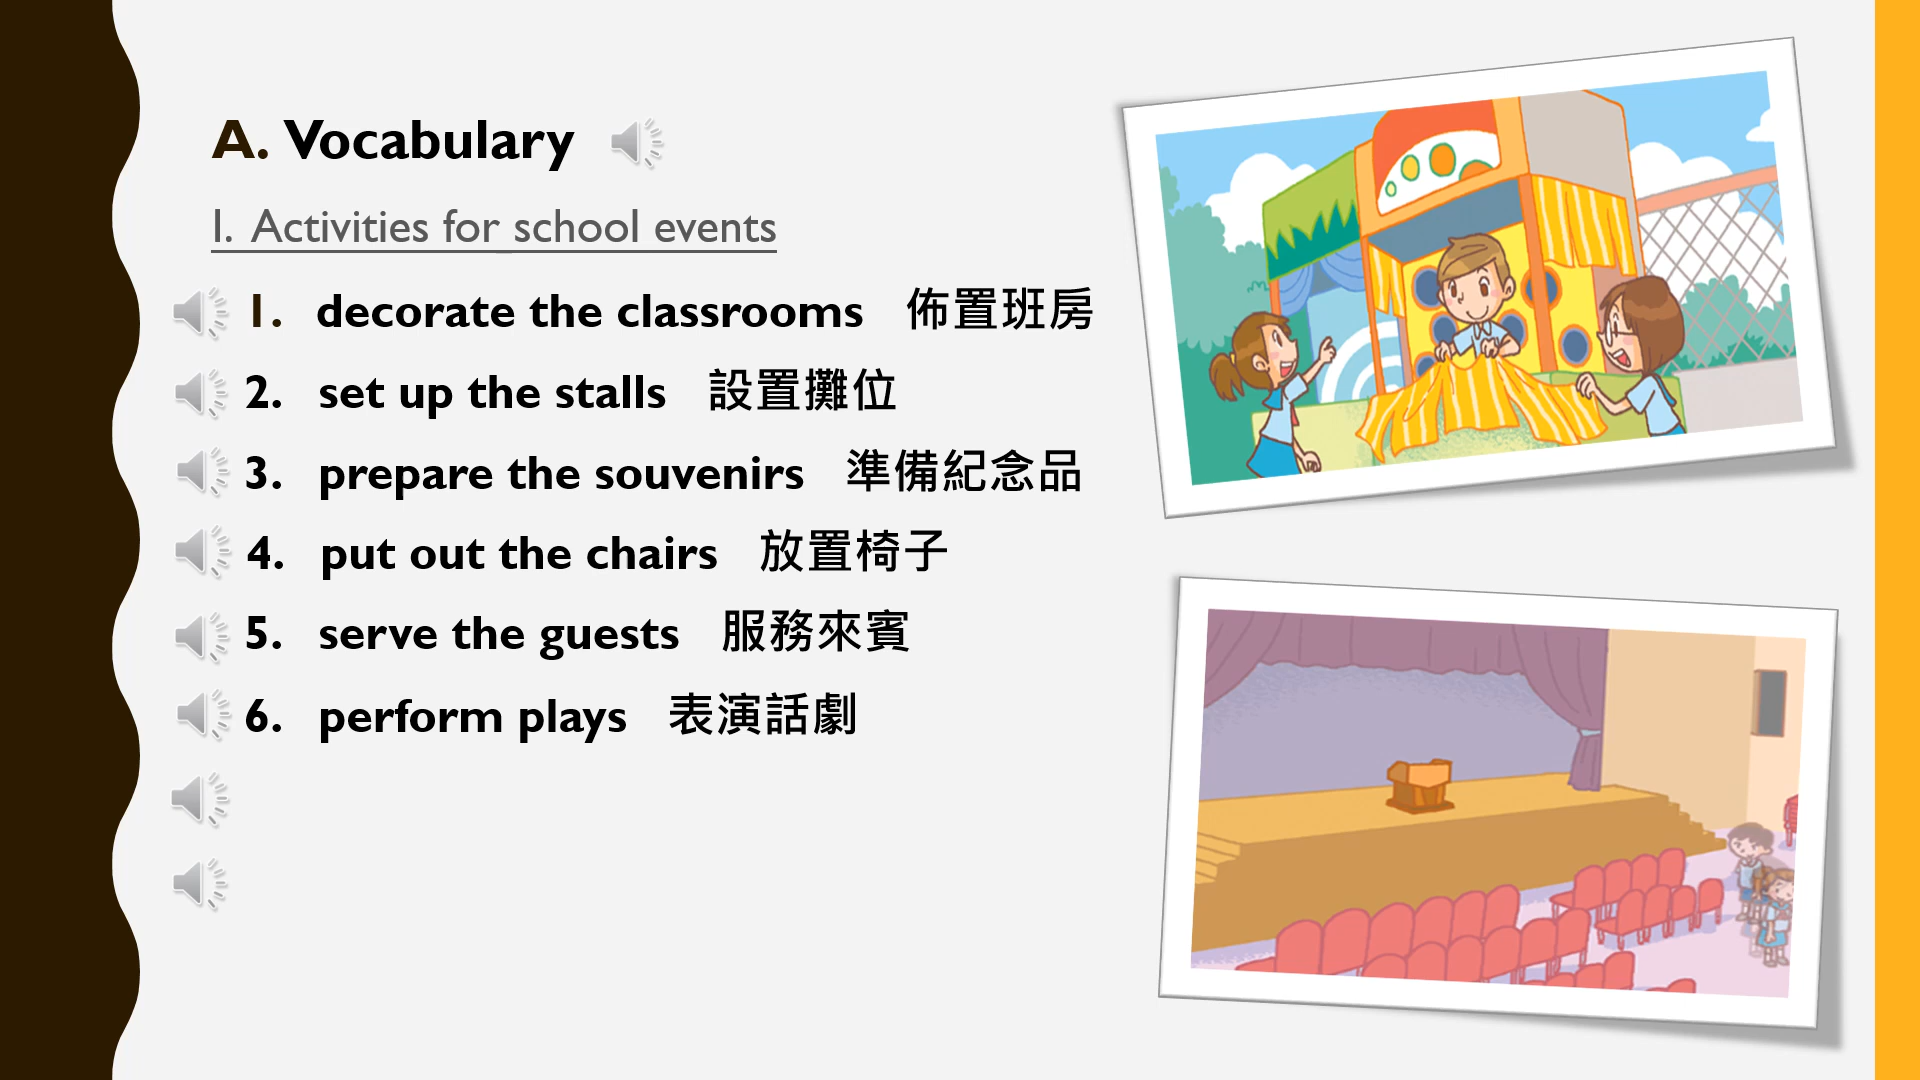 A. Vocabulary
I. Activities for school events
1. decorate the classrooms 佈置班房
2. set up the stalls 設置攤位
3. prepare the souvenirs 準備紀念品
4. put out the chairs 放置椅子
5. serve the guests 服務來賓
6. perform plays 表演話劇